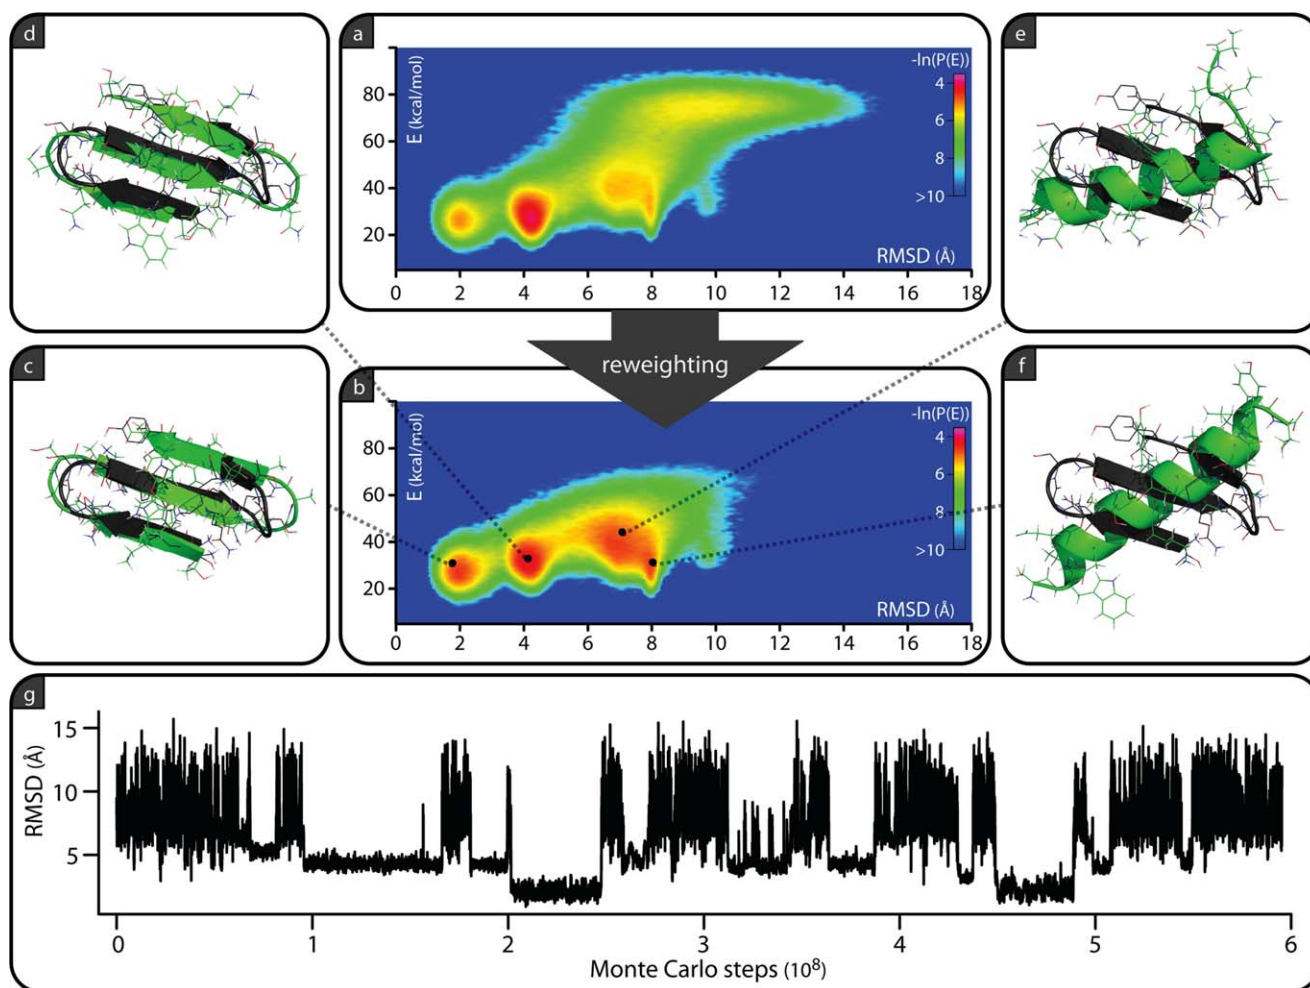 d
a
E (kcal/mol)
80
60
40
20
-ln(P(E))
4
6
8
>10
RMSD (Å)
0 2 4 6 8 10 12 14 16 18
e
reweighting
c
b
E (kcal/mol)
80
60
40
20
-ln(P(E))
4
6
8
>10
RMSD (Å)
0 2 4 6 8 10 12 14 16 18
f
g
RMSD (Å)
15
10
5
0 1 2 3 4 5 6
Monte Carlo steps (10⁸)